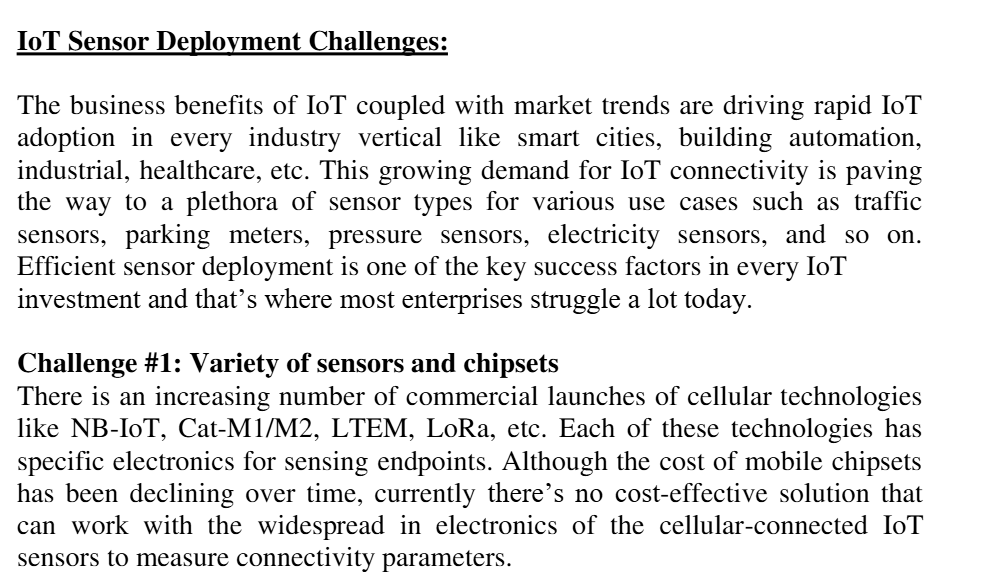 IoT Sensor Deployment Challenges:
The business benefits of IoT coupled with market trends are driving rapid IoT
adoption in every industry vertical like smart cities, building automation,
industrial, healthcare, etc. This growing demand for IoT connectivity is paving
the way to a plethora of sensor types for various use cases such as traffic
sensors, parking meters, pressure sensors, electricity sensors, and so on.
Efficient sensor deployment is one of the key success factors in every IoT
investment and that’s where most enterprises struggle a lot today.
Challenge #1: Variety of sensors and chipsets
There is an increasing number of commercial launches of cellular technologies
like NB-IoT, Cat-M1/M2, LTEM, LoRa, etc. Each of these technologies has
specific electronics for sensing endpoints. Although the cost of mobile chipsets
has been declining over time, currently there’s no cost-effective solution that
can work with the widespread in electronics of the cellular-connected IoT
sensors to measure connectivity parameters.